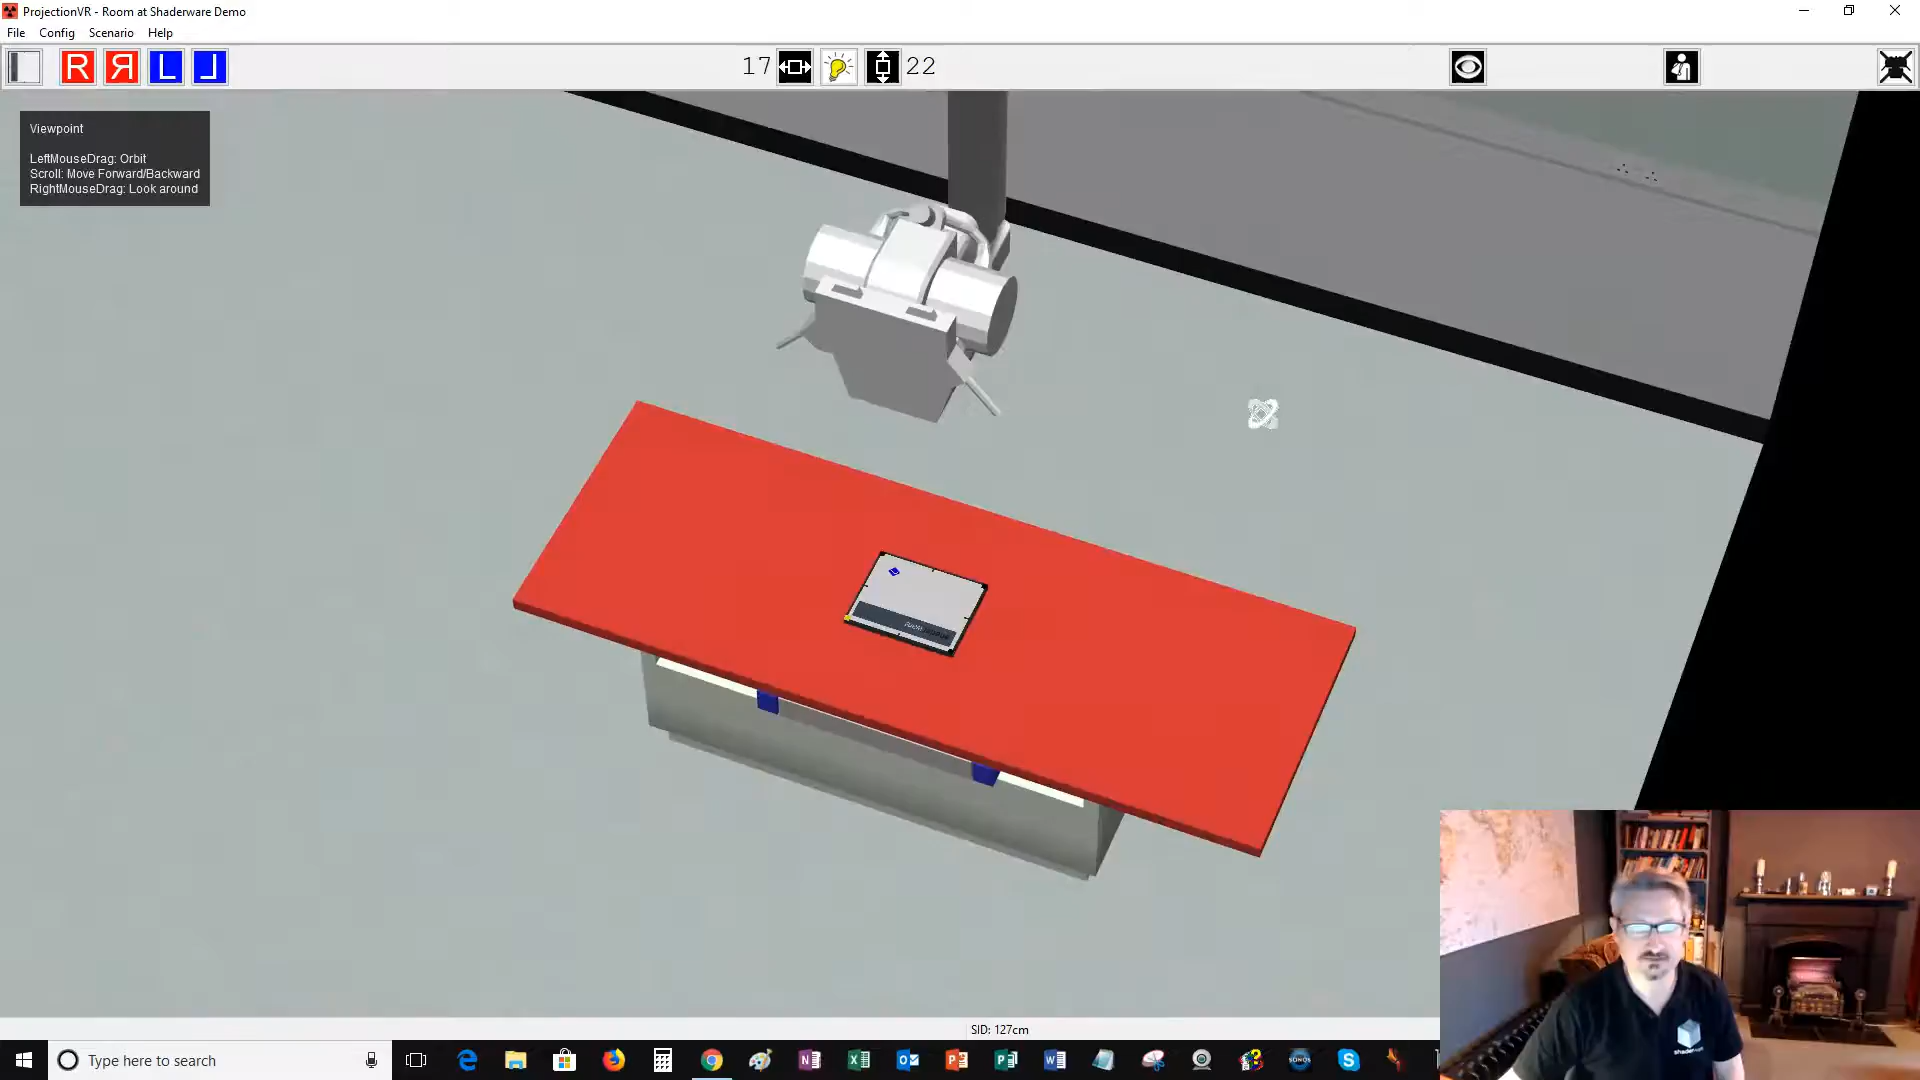 ProjectionVR - Room at Shaderware Demo
File Config Scenario Help
R R L L 17 22
Viewpoint
LeftMouseDrag: Orbit
Scroll: Move Forward/Backward
RightMouseDrag: Look around
SID: 127cm
Type here to search